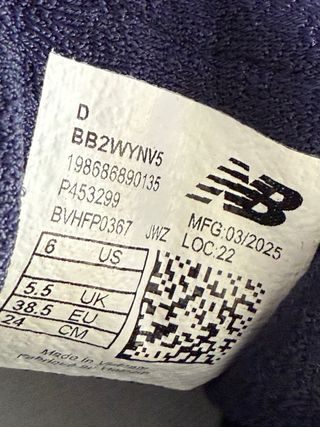 D
BB2WYNV5
198686890135
P453299
BVHFP0367 JWZ
NB
MFG:03/2025
LOC:22
6 US
5.5 UK
38.5 EU
24 CM
Made in Vietnam